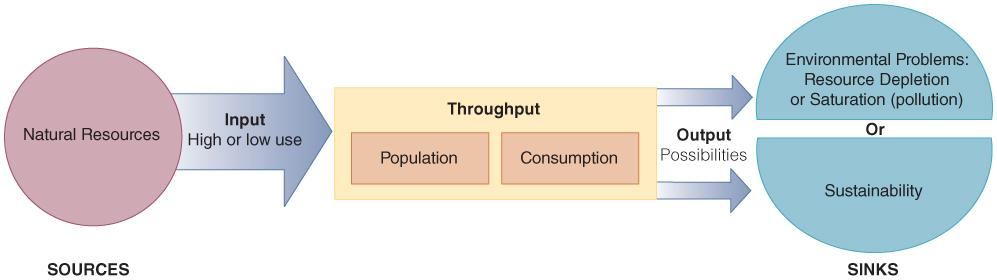 Natural Resources
Input
High or low use
Throughput
Population
Consumption
Output
Possibilities
Environmental Problems:
Resource Depletion
or Saturation (pollution)
Or
Sustainability
SOURCES
SINKS